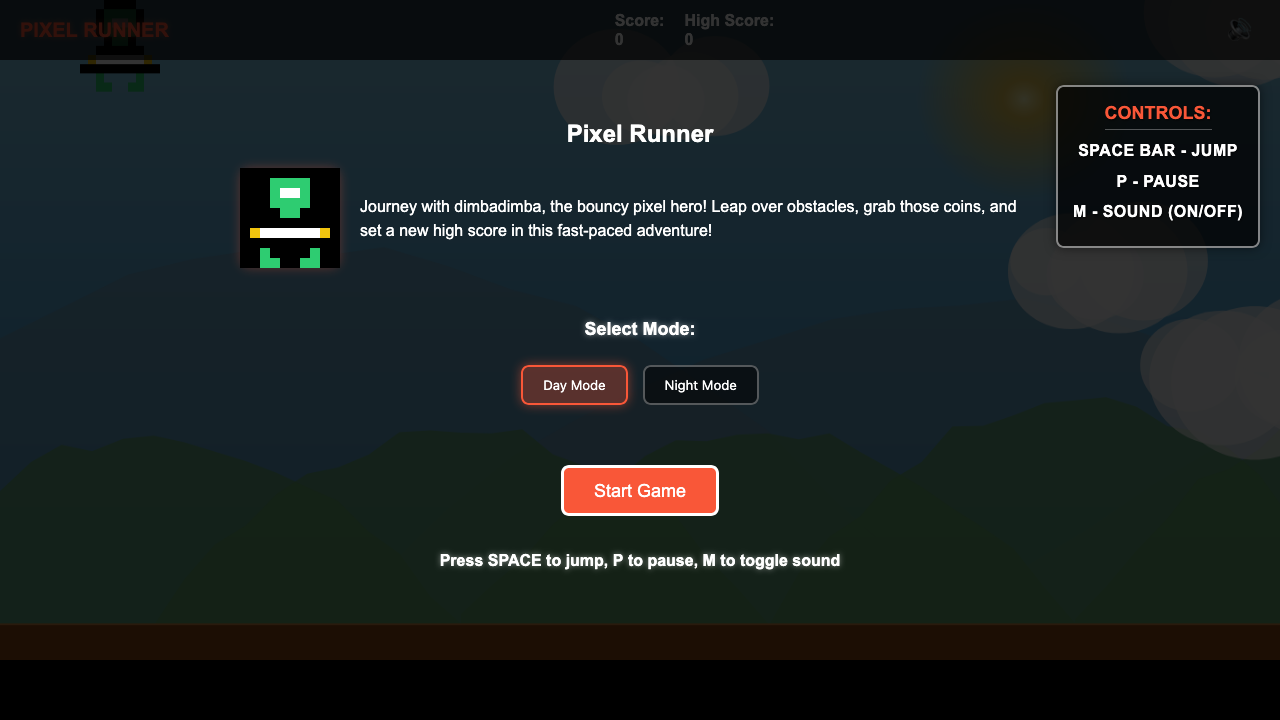 PIXEL RUNNER
Score:
0
High Score:
0
CONTROLS:
SPACE BAR - JUMP
P - PAUSE
M - SOUND (ON/OFF)
Pixel Runner
Journey with dimbadimba, the bouncy pixel hero! Leap over obstacles, grab those coins, and
set a new high score in this fast-paced adventure!
Select Mode:
Day Mode
Night Mode
Start Game
Press SPACE to jump, P to pause, M to toggle sound